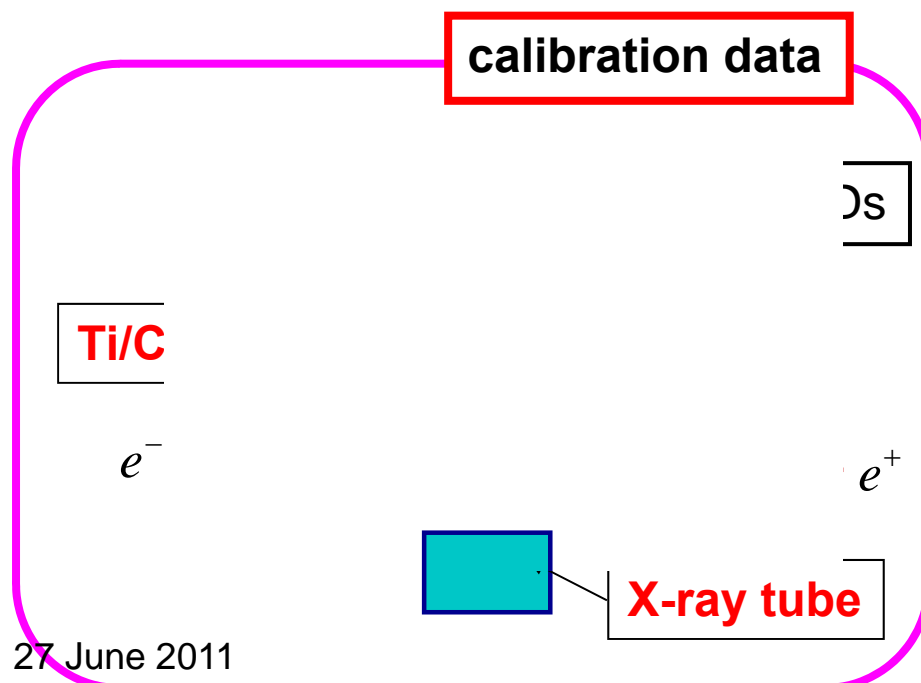 calibration data
Ds
Ti/C
e⁻
e⁺
X-ray tube
27 June 2011